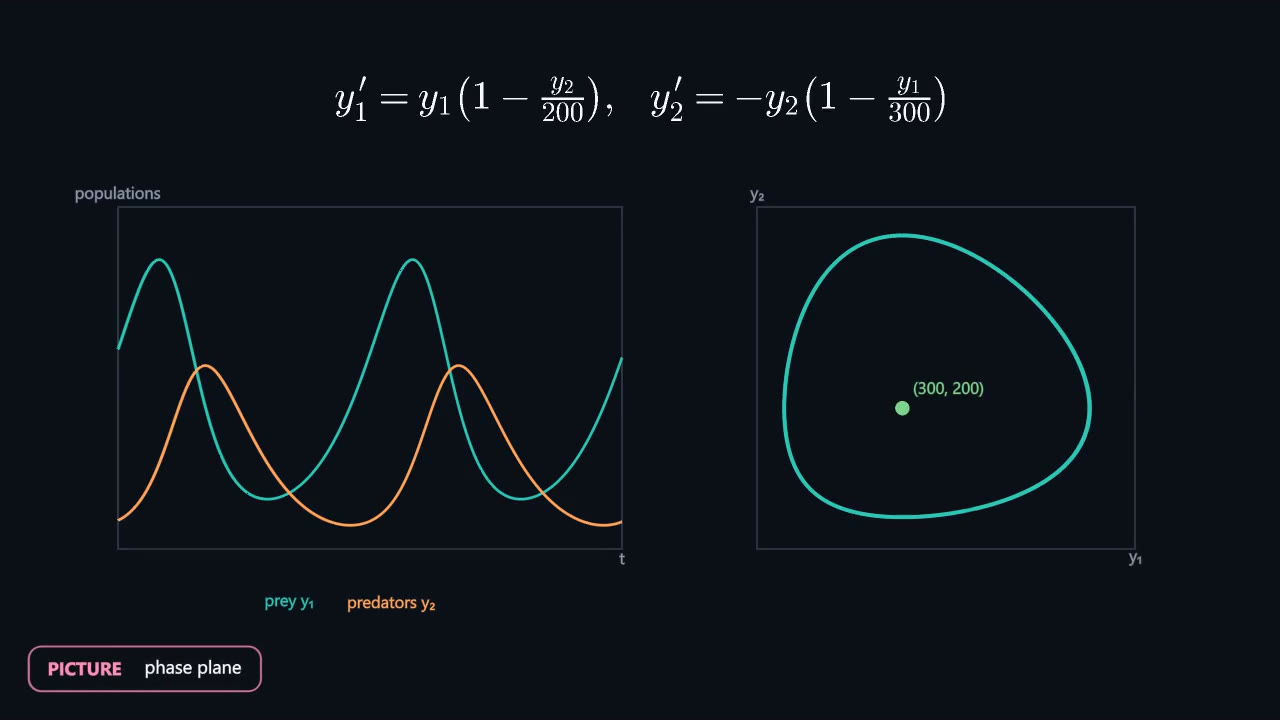 y₁′ = y₁(1 − y₂/200), y₂′ = −y₂(1 − y₁/300)
populations
t
prey y₁ predators y₂
y₂
(300, 200)
y₁
PICTURE phase plane